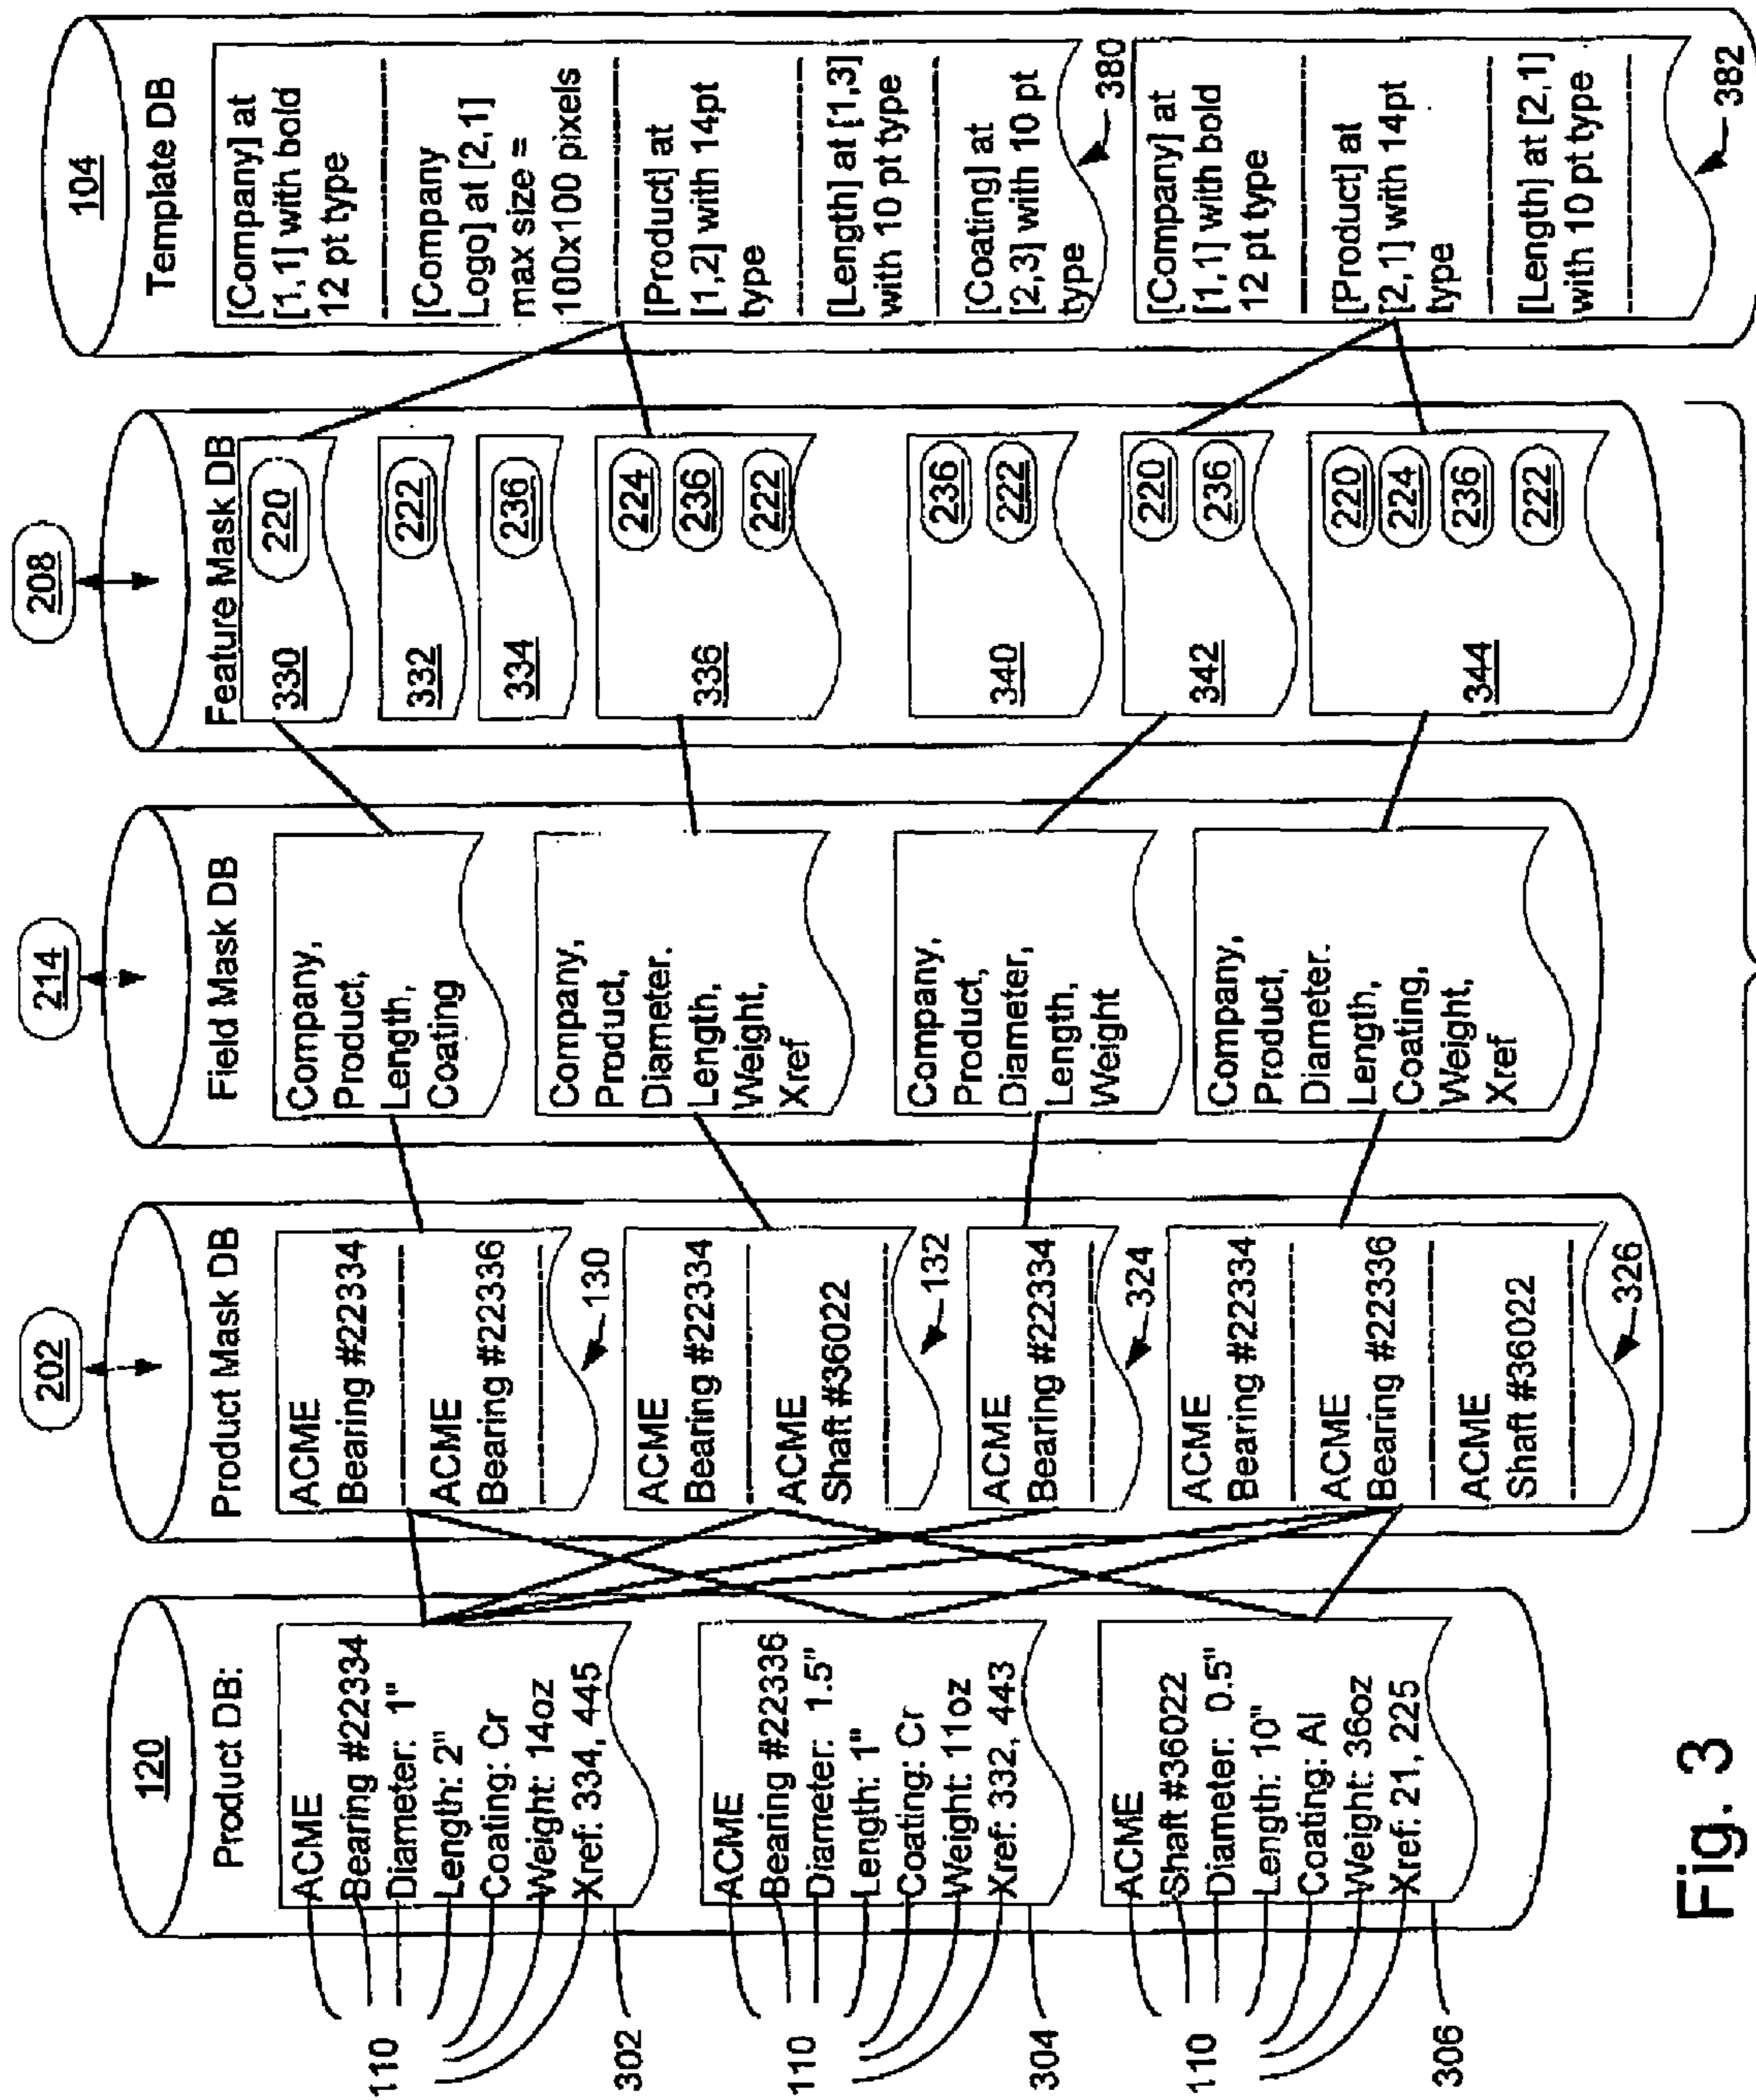 120
Product DB:
110
ACME
Bearing #22334
Diameter: 1"
Length: 2"
Coating: Cr
Weight: 14oz
Xref: 334, 445
302
110
ACME
Bearing #22336
Diameter: 1.5"
Length: 1"
Coating: Cr
Weight: 11oz
Xref: 332, 443
304
110
ACME
Shaft #36022
Diameter: 0.5"
Length: 10"
Coating: Al
Weight: 36oz
Xref: 21, 225
306
202
Product Mask DB
ACME
Bearing #22334
ACME
Bearing #22336
130
ACME
Bearing #22334
ACME
Shaft #36022
132
ACME
Bearing #22334
324
ACME
Bearing #22334
ACME
Bearing #22336
ACME
Shaft #36022
326
214
Field Mask DB
Company,
Product,
Length,
Coating
Company,
Product,
Diameter.
Length,
Weight,
Xref
Company,
Product,
Diameter,
Length,
Weight
Company,
Product,
Diameter.
Length,
Coating,
Weight,
Xref
208
Feature Mask DB
330
220
332
222
334
236
336
224
236
222
340
236
222
342
220
236
344
220
224
236
222
104
Template DB
[Company] at
[1,1] with bold
12 pt type
[Company
Logo] at [2,1]
max size =
100x100 pixels
[Product] at
[1,2] with 14pt
type
[Length] at [1,3]
with 10 pt type
[Coating] at
[2,3] with 10 pt
type
380
[Company] at
[1,1] with bold
12 pt type
[Product] at
[2,1] with 14pt
type
[Length] at [2,1]
with 10 pt type
382
Fig. 3